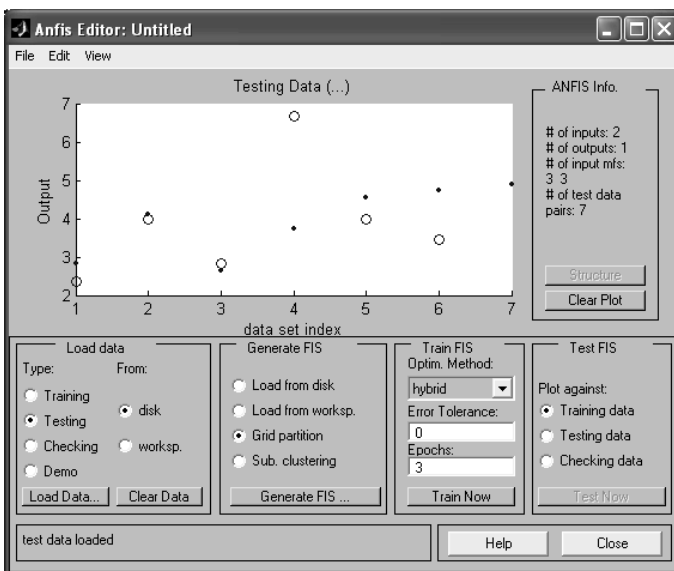 Anfis Editor: Untitled
File Edit View
Testing Data (...)
7
6
5
4
3
2
Output
1 2 3 4 5 6 7
data set index
ANFIS Info.
# of inputs: 2
# of outputs: 1
# of input mfs:
3 3
# of test data
pairs: 7
Structure
Clear Plot
Load data
Type: From:
Training
Testing
Checking
Demo
disk
worksp.
Load Data... Clear Data
Generate FIS
Load from disk
Load from worksp.
Grid partition
Sub. clustering
Generate FIS ...
Train FIS
Optim. Method:
hybrid
Error Tolerance:
0
Epochs:
3
Train Now
Test FIS
Plot against:
Training data
Testing data
Checking data
Test Now
test data loaded
Help Close